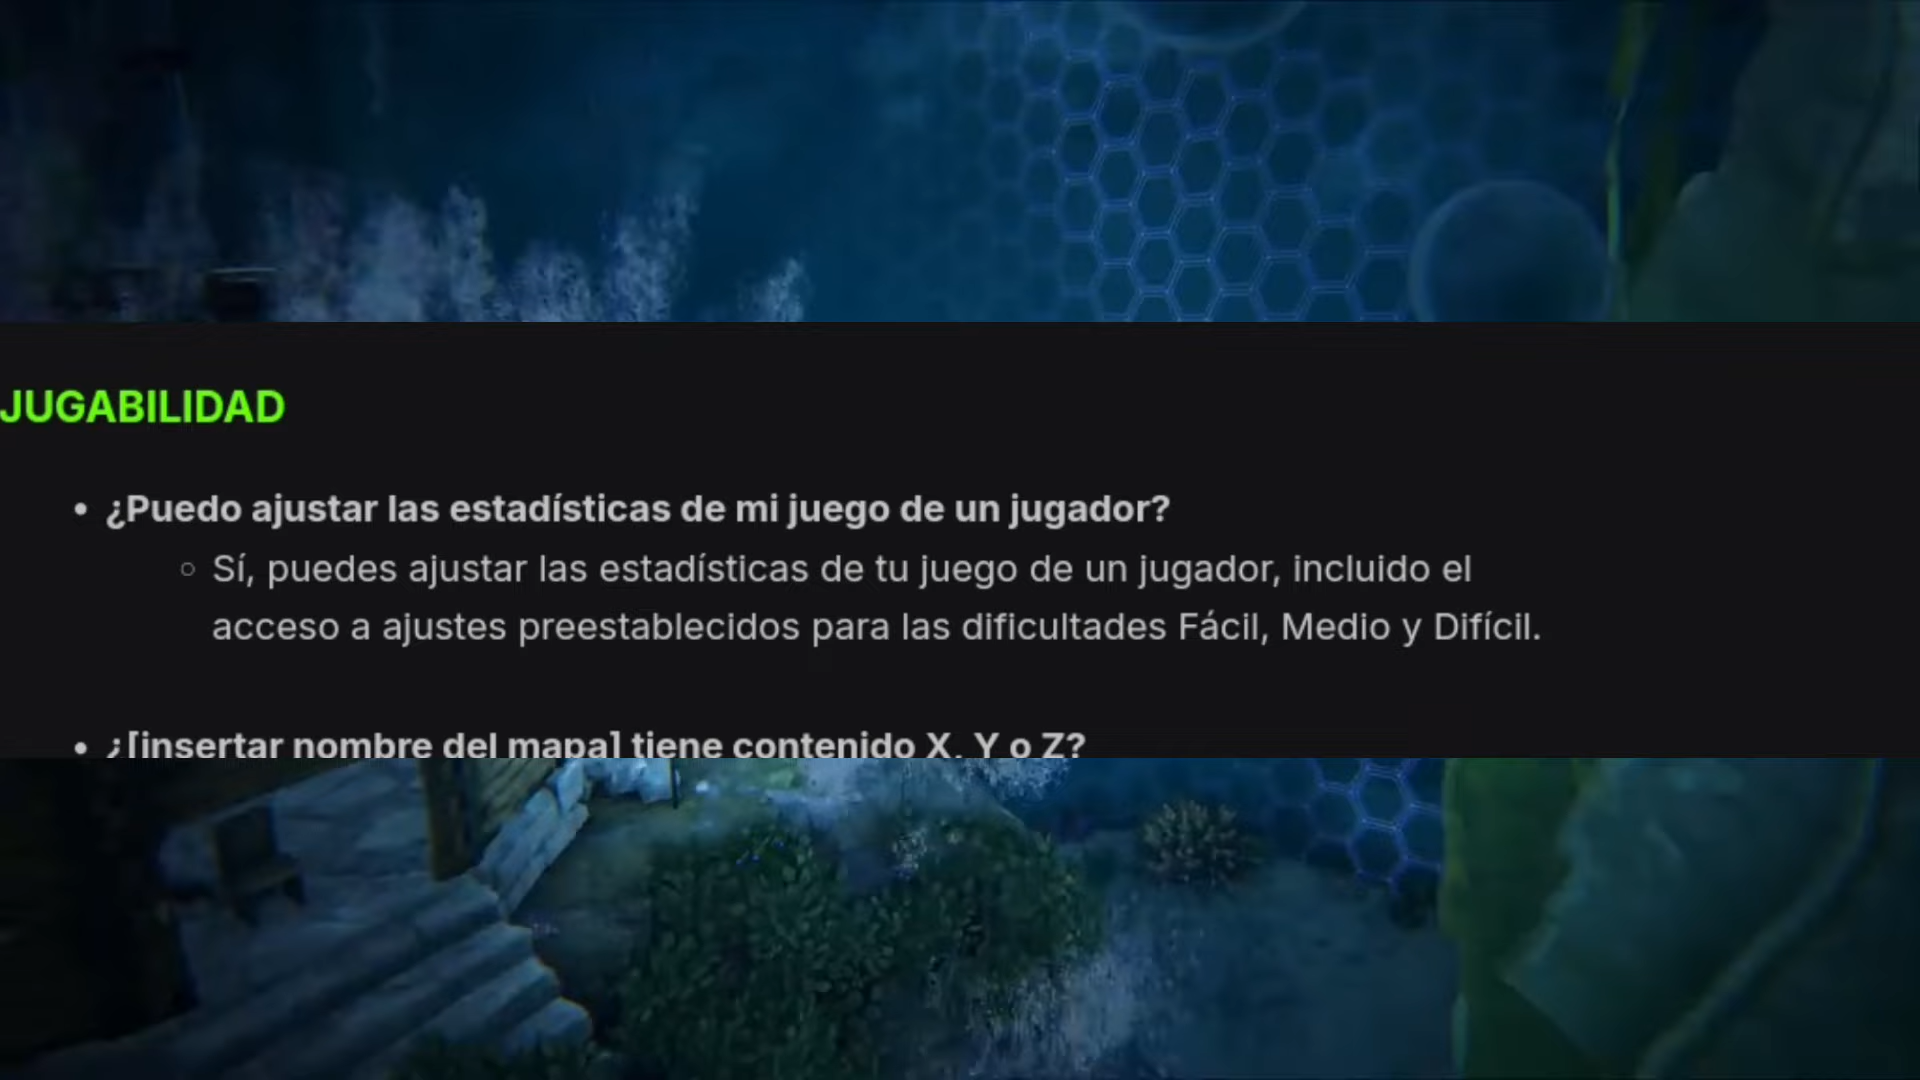 JUGABILIDAD
• ¿Puedo ajustar las estadísticas de mi juego de un jugador?
○ Sí, puedes ajustar las estadísticas de tu juego de un jugador, incluido el
acceso a ajustes preestablecidos para las dificultades Fácil, Medio y Difícil.
• ¿[insertar nombre del mapa] tiene contenido X, Y o Z?